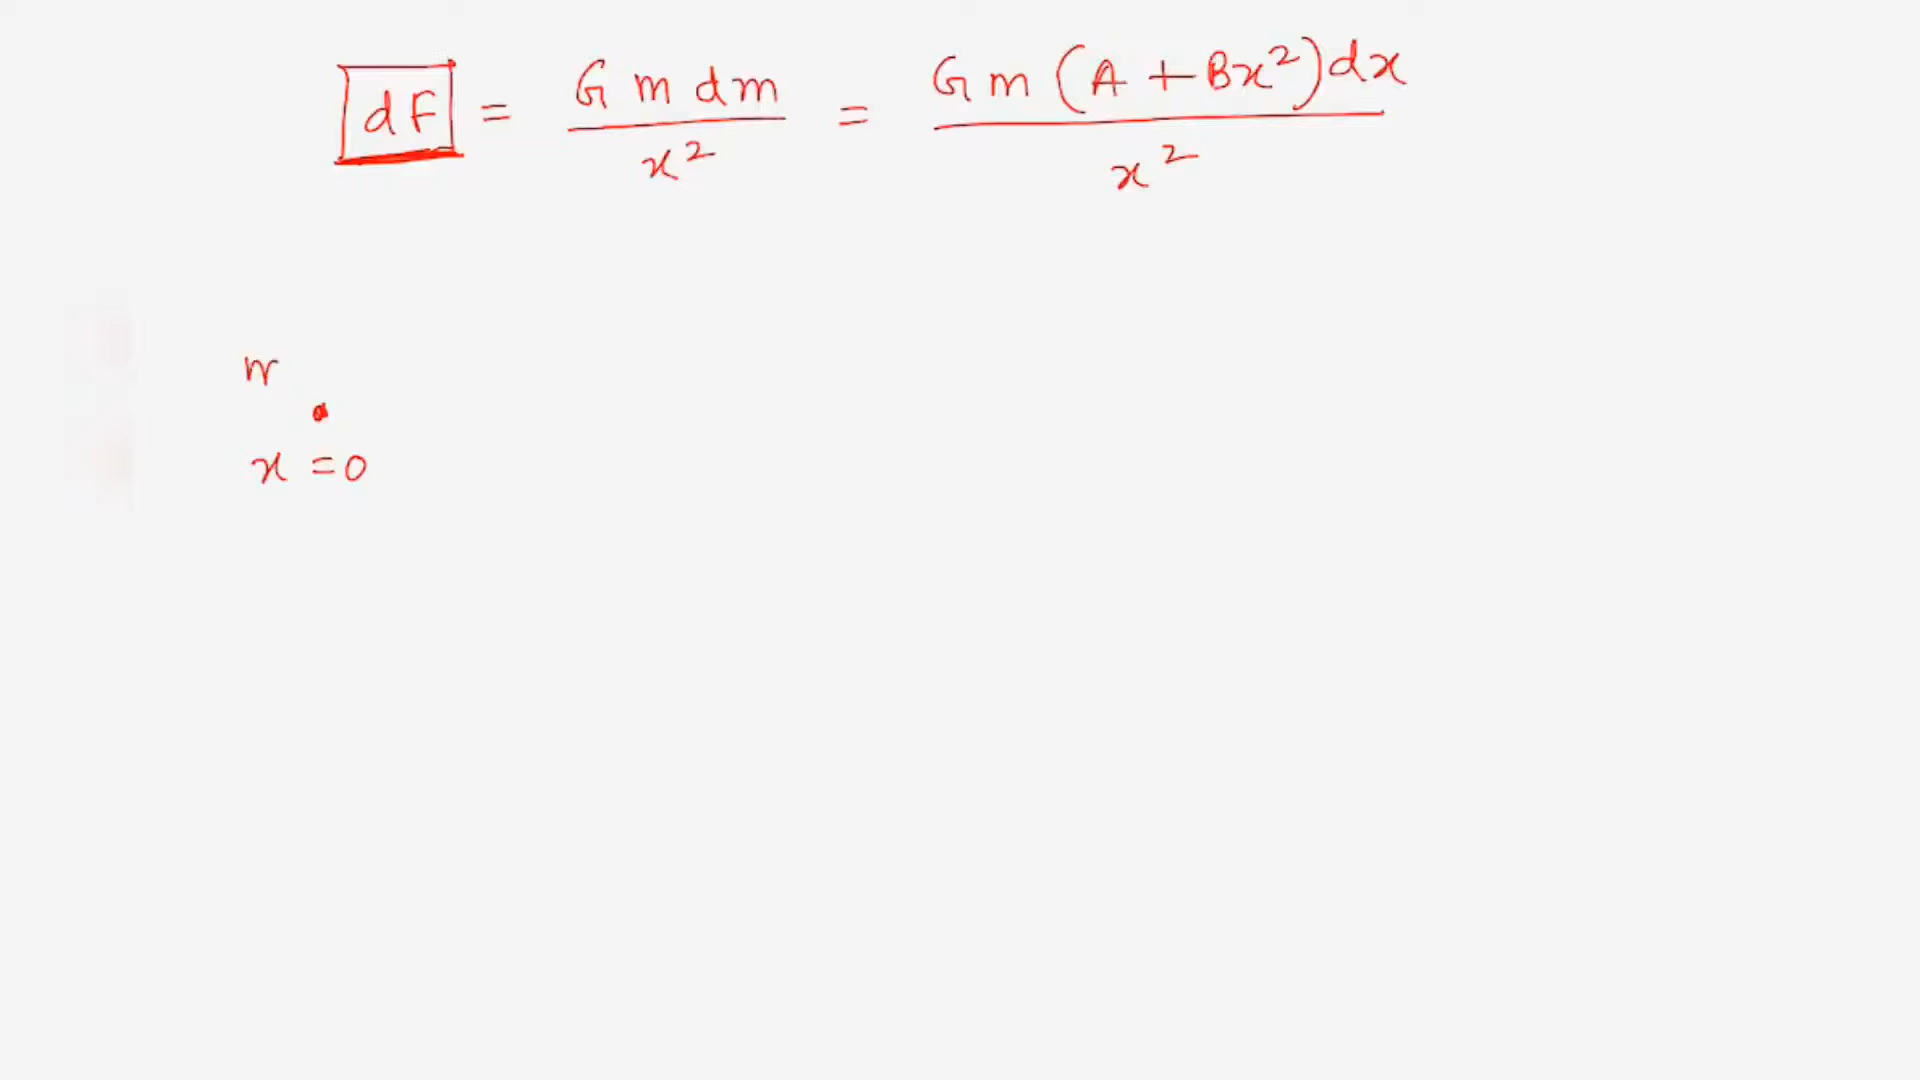 dF = G m dm / x² = G m (A + Bx²) dx / x²
m
x = 0